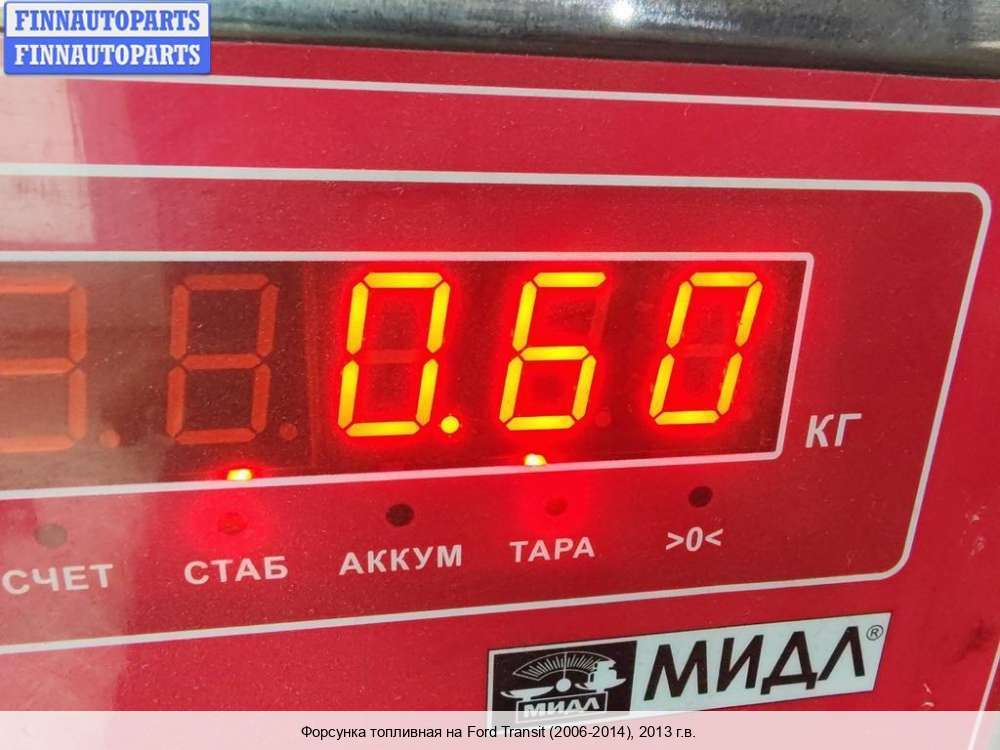 FINNAUTOPARTS
FINNAUTOPARTS
0.60
КГ
СЧЕТ СТАБ АККУМ ТАРА >0<
МИДЛ МИДЛ®
Форсунка топливная на Ford Transit (2006-2014), 2013 г.в.